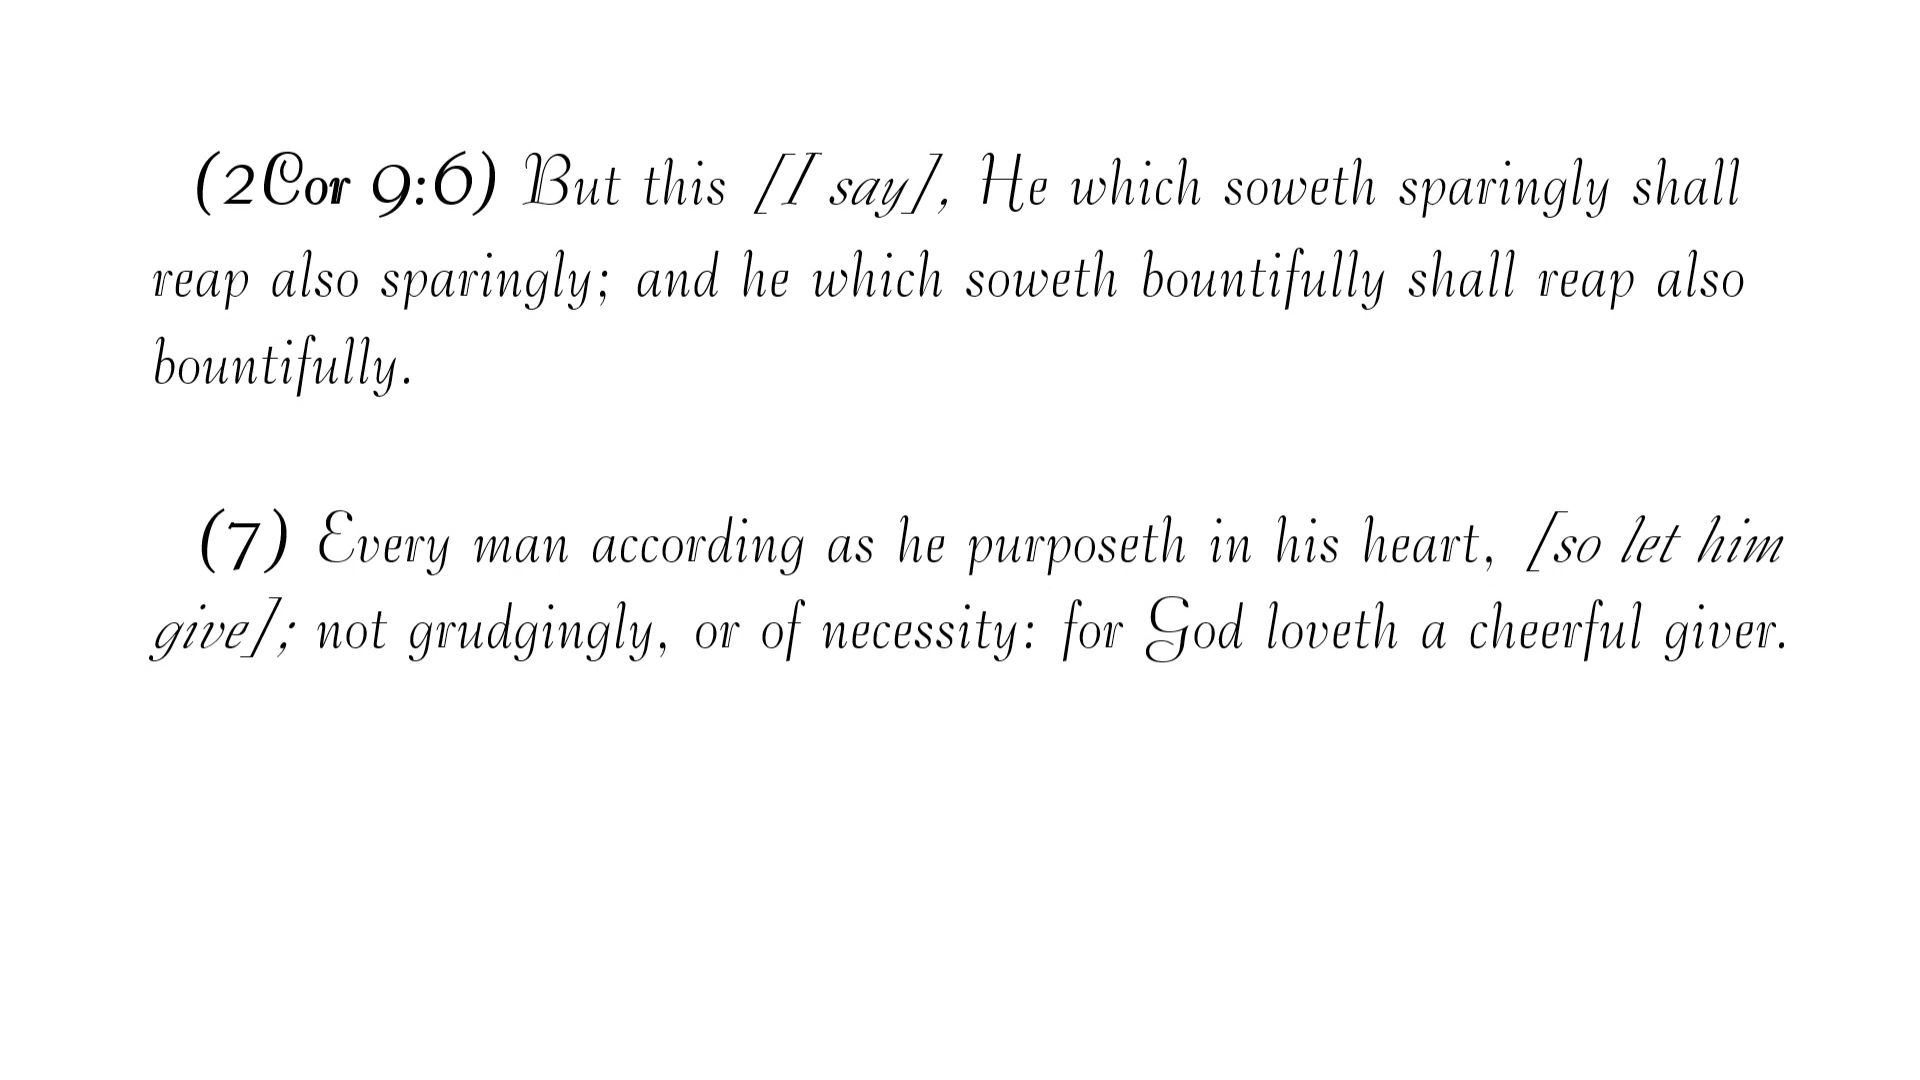 (2Cor 9:6) But this [I say], He which soweth sparingly shall
reap also sparingly; and he which soweth bountifully shall reap also
bountifully.
(7) Every man according as he purposeth in his heart, [so let him
give]; not grudgingly, or of necessity: for God loveth a cheerful giver.